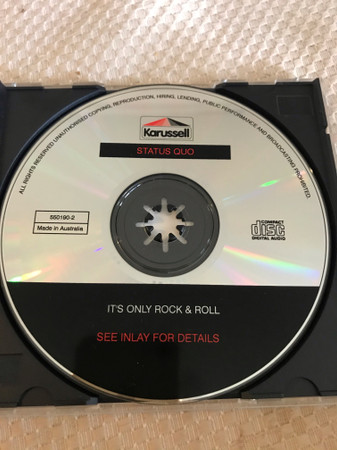 ALL RIGHTS RESERVED UNAUTHORISED COPYING, REPRODUCTION, HIRING, LENDING, PUBLIC PERFORMANCE AND BROADCASTING PROHIBITED.
Karussell
STATUS QUO
550190-2
Made in Australia
COMPACT
disc
DIGITAL AUDIO
IT'S ONLY ROCK & ROLL
SEE INLAY FOR DETAILS